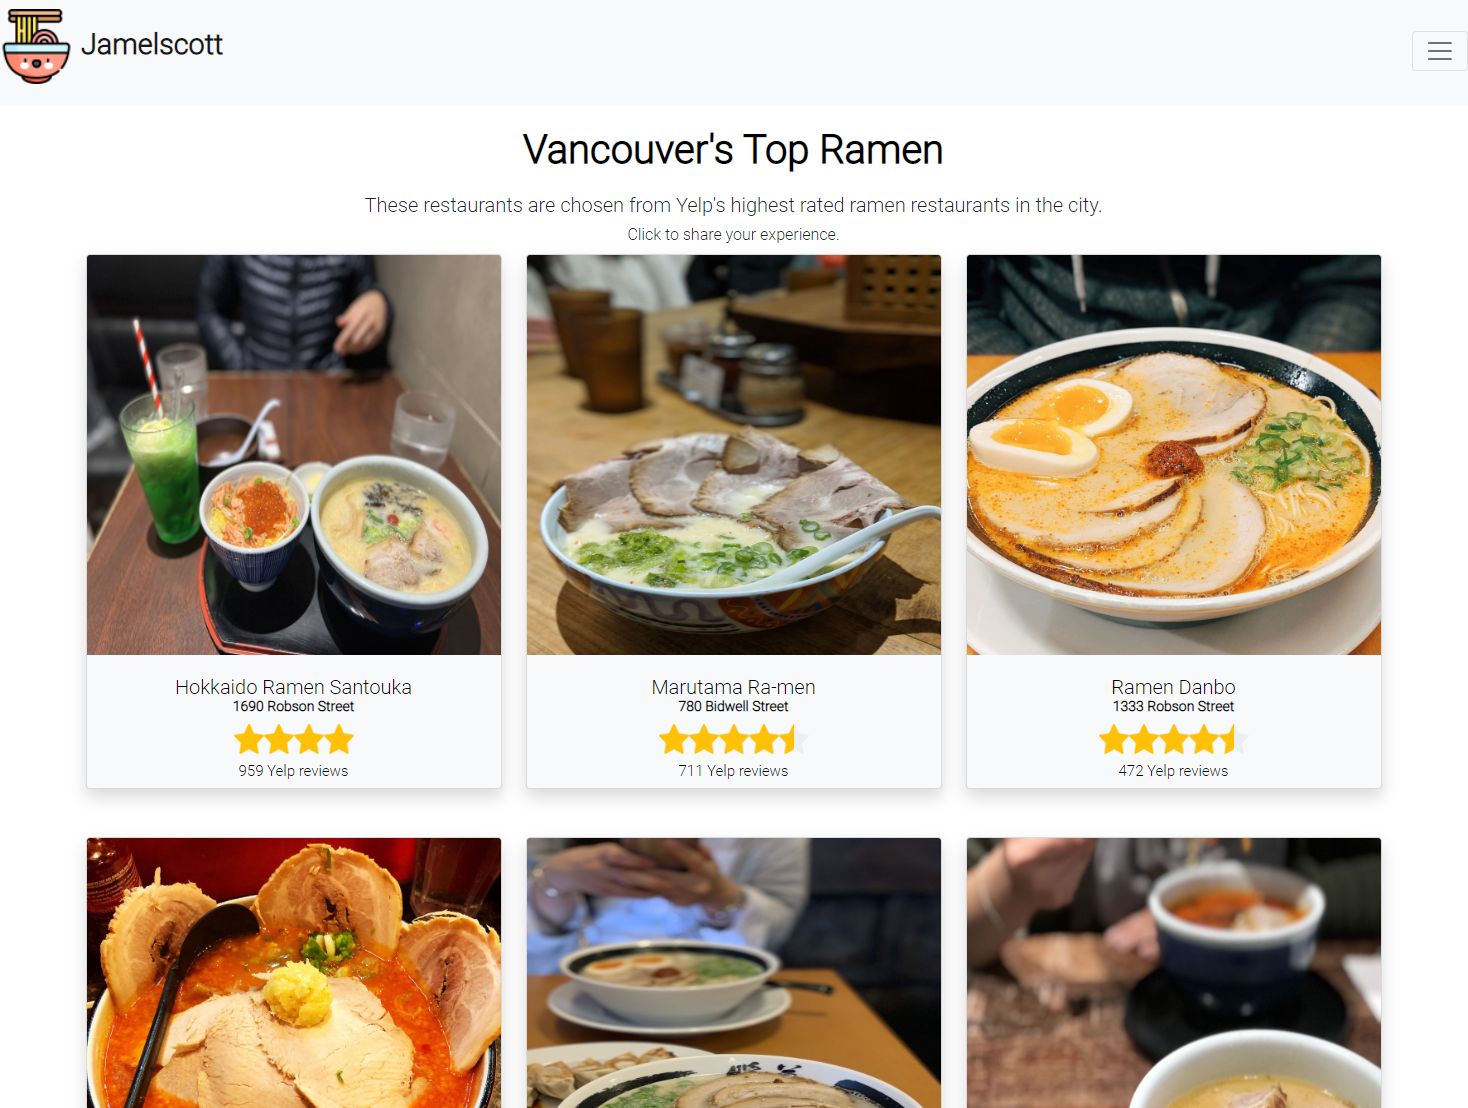 Jamelscott
Vancouver's Top Ramen
These restaurants are chosen from Yelp's highest rated ramen restaurants in the city.
Click to share your experience.
Hokkaido Ramen Santouka
1690 Robson Street
959 Yelp reviews
Marutama Ra-men
780 Bidwell Street
711 Yelp reviews
Ramen Danbo
1333 Robson Street
472 Yelp reviews